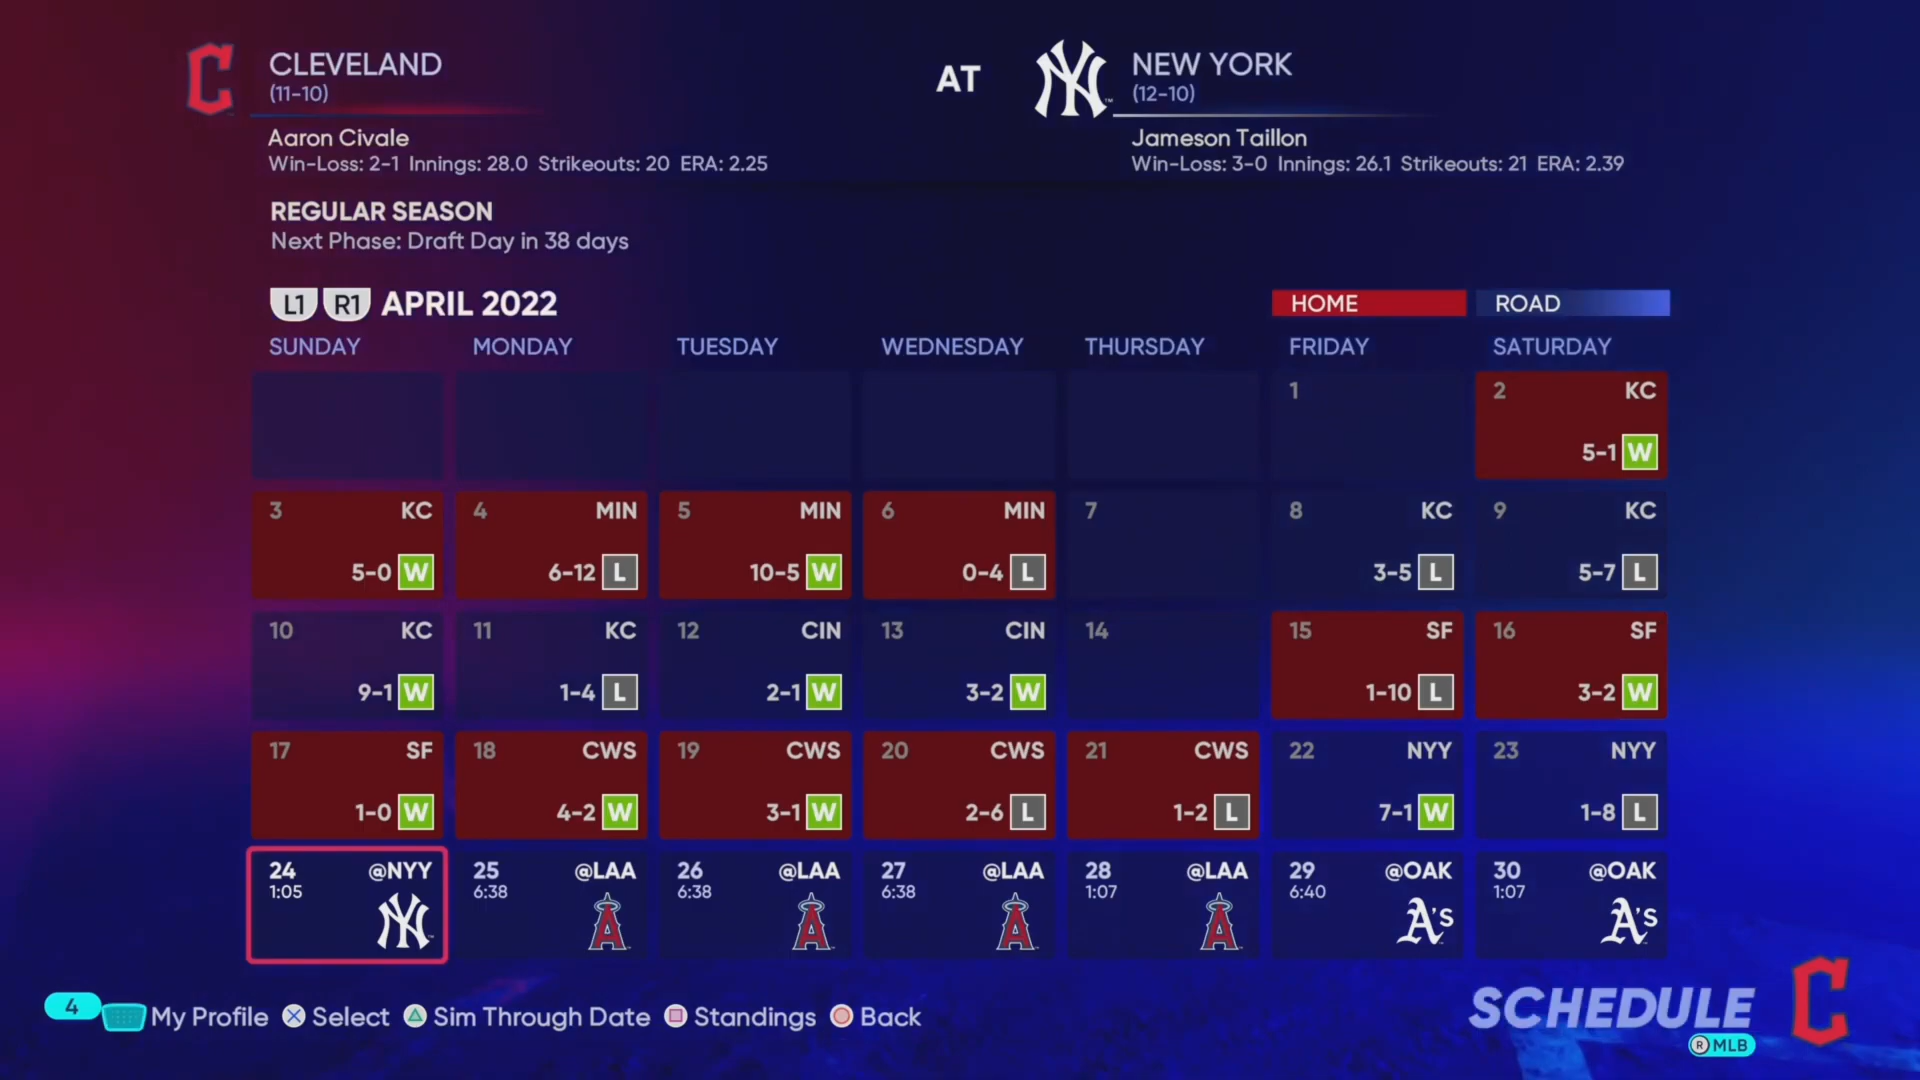 CLEVELAND
(11-10)
AT
NEW YORK
(12-10)
Aaron Civale
Win-Loss: 2-1 Innings: 28.0 Strikeouts: 20 ERA: 2.25
Jameson Taillon
Win-Loss: 3-0 Innings: 26.1 Strikeouts: 21 ERA: 2.39
REGULAR SEASON
Next Phase: Draft Day in 38 days
L1 R1 APRIL 2022
HOME ROAD
SUNDAY MONDAY TUESDAY WEDNESDAY THURSDAY FRIDAY SATURDAY
1 2 KC
5-1 W
3 KC 4 MIN 5 MIN 6 MIN 7 8 KC 9 KC
5-0 W 6-12 L 10-5 W 0-4 L 3-5 L 5-7 L
10 KC 11 KC 12 CIN 13 CIN 14 15 SF 16 SF
9-1 W 1-4 L 2-1 W 3-2 W 1-10 L 3-2 W
17 SF 18 CWS 19 CWS 20 CWS 21 CWS 22 NYY 23 NYY
1-0 W 4-2 W 3-1 W 2-6 L 1-2 L 7-1 W 1-8 L
24 @NYY 25 @LAA 26 @LAA 27 @LAA 28 @LAA 29 @OAK 30 @OAK
1:05 6:38 6:38 6:38 1:07 6:40 1:07
NY A A A A A's A's
4 My Profile Select Sim Through Date Standings Back
SCHEDULE
R MLB